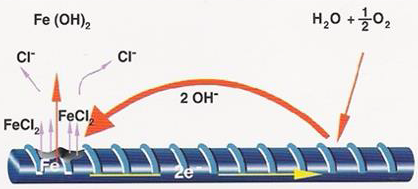 Fe (OH)₂
H₂O + ½O₂
Cl⁻
Cl⁻
2 OH⁻
FeCl₂
FeCl₂
Fe
2e